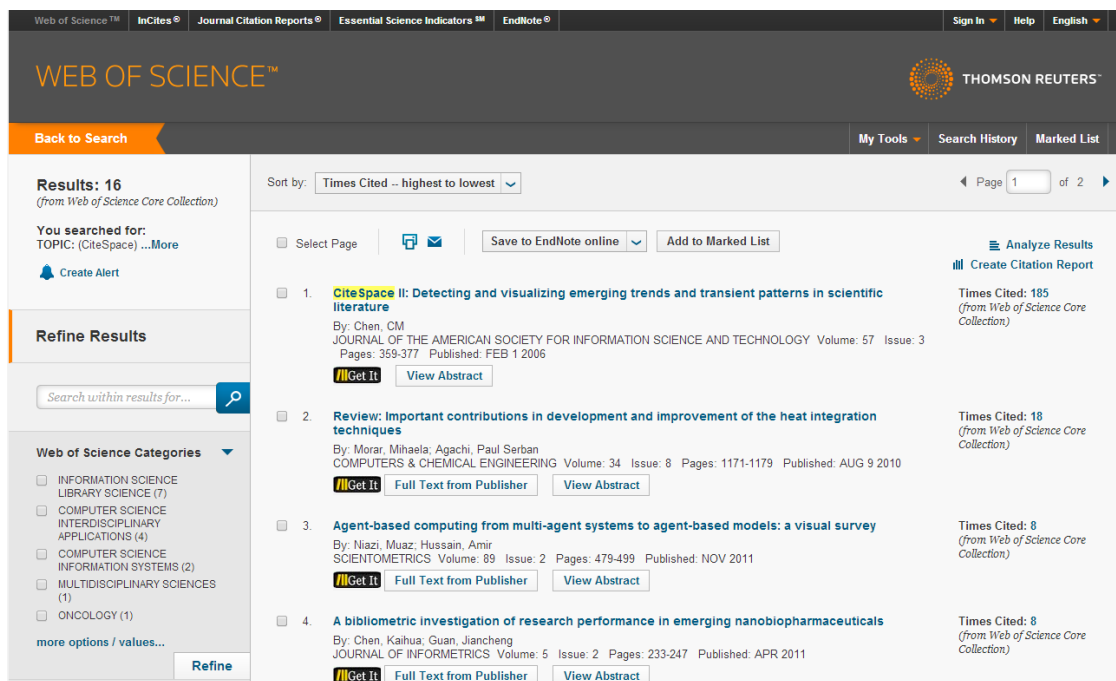 Web of Science™ InCites® Journal Citation Reports® Essential Science Indicators ℠ EndNote® Sign In Help English
WEB OF SCIENCE™ THOMSON REUTERS™
Back to Search My Tools Search History Marked List
Results: 16
(from Web of Science Core Collection)
You searched for:
TOPIC: (CiteSpace) ...More
Create Alert
Refine Results
Search within results for...
Web of Science Categories
INFORMATION SCIENCE
LIBRARY SCIENCE (7)
COMPUTER SCIENCE
INTERDISCIPLINARY
APPLICATIONS (4)
COMPUTER SCIENCE
INFORMATION SYSTEMS (2)
MULTIDISCIPLINARY SCIENCES
(1)
ONCOLOGY (1)
more options / values...
Refine
Sort by: Times Cited -- highest to lowest Page 1 of 2
Select Page Save to EndNote online Add to Marked List
Analyze Results
Create Citation Report
1. CiteSpace II: Detecting and visualizing emerging trends and transient patterns in scientific
literature
By: Chen, CM
JOURNAL OF THE AMERICAN SOCIETY FOR INFORMATION SCIENCE AND TECHNOLOGY Volume: 57 Issue: 3
Pages: 359-377 Published: FEB 1 2006
Get It View Abstract
Times Cited: 185
(from Web of Science Core
Collection)
2. Review: Important contributions in development and improvement of the heat integration
techniques
By: Morar, Mihaela; Agachi, Paul Serban
COMPUTERS & CHEMICAL ENGINEERING Volume: 34 Issue: 8 Pages: 1171-1179 Published: AUG 9 2010
Get It Full Text from Publisher View Abstract
Times Cited: 18
(from Web of Science Core
Collection)
3. Agent-based computing from multi-agent systems to agent-based models: a visual survey
By: Niazi, Muaz; Hussain, Amir
SCIENTOMETRICS Volume: 89 Issue: 2 Pages: 479-499 Published: NOV 2011
Get It Full Text from Publisher View Abstract
Times Cited: 8
(from Web of Science Core
Collection)
4. A bibliometric investigation of research performance in emerging nanobiopharmaceuticals
By: Chen, Kaihua; Guan, Jiancheng
JOURNAL OF INFORMETRICS Volume: 5 Issue: 2 Pages: 233-247 Published: APR 2011
Get It Full Text from Publisher View Abstract
Times Cited: 8
(from Web of Science Core
Collection)